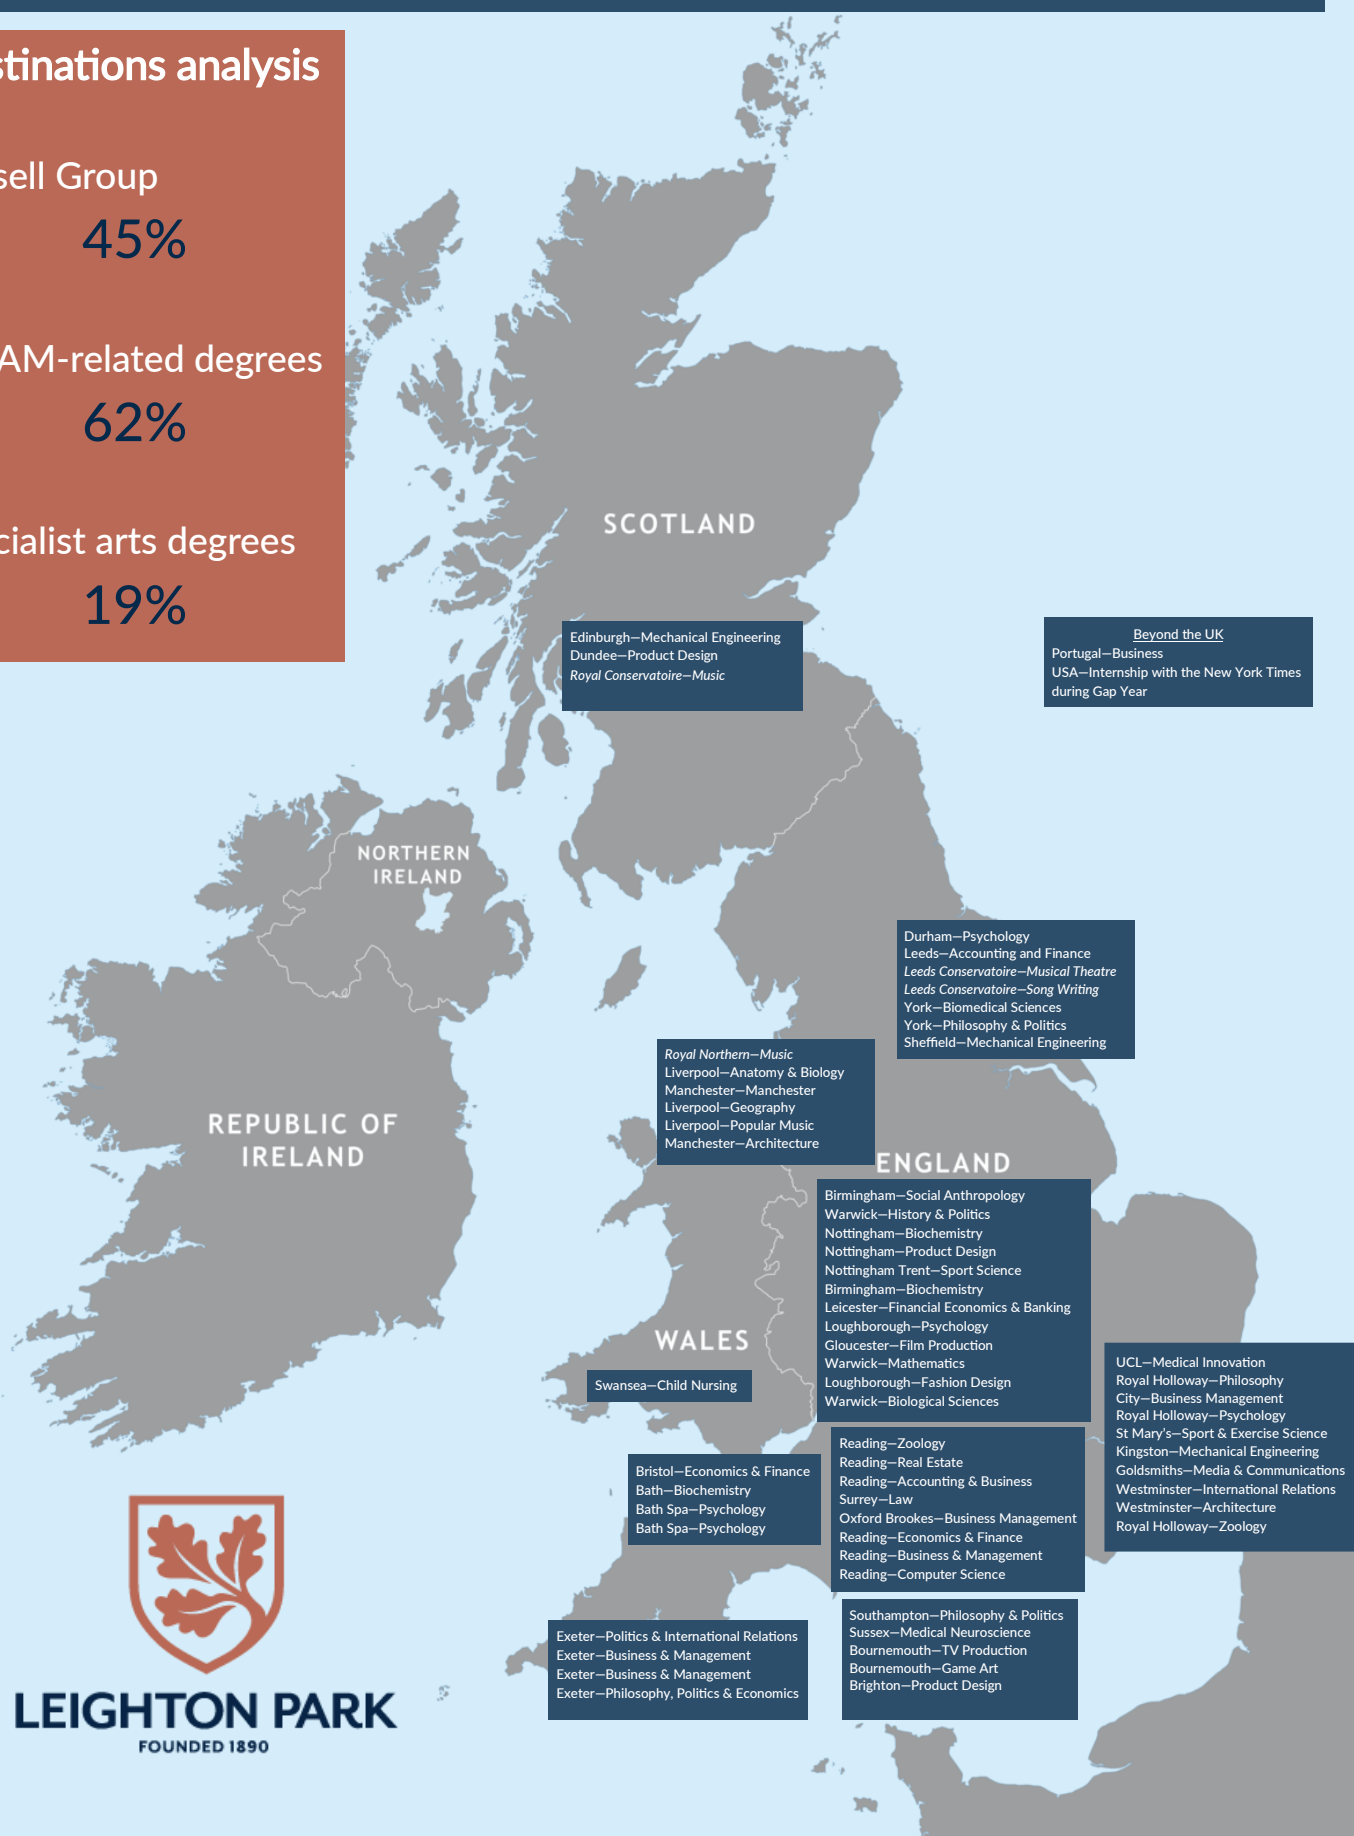 stinations analysis
sell Group
45%
AM-related degrees
62%
cialist arts degrees
19%
SCOTLAND
Edinburgh—Mechanical Engineering
Dundee—Product Design
Royal Conservatoire—Music
Beyond the UK
Portugal—Business
USA—Internship with the New York Times
during Gap Year
NORTHERN
IRELAND
Durham—Psychology
Leeds—Accounting and Finance
Leeds Conservatoire—Musical Theatre
Leeds Conservatoire—Song Writing
York—Biomedical Sciences
York—Philosophy & Politics
Sheffield—Mechanical Engineering
Royal Northern—Music
Liverpool—Anatomy & Biology
Manchester—Manchester
Liverpool—Geography
Liverpool—Popular Music
Manchester—Architecture
REPUBLIC OF
IRELAND
ENGLAND
Birmingham—Social Anthropology
Warwick—History & Politics
Nottingham—Biochemistry
Nottingham—Product Design
Nottingham Trent—Sport Science
Birmingham—Biochemistry
Leicester—Financial Economics & Banking
Loughborough—Psychology
Gloucester—Film Production
Warwick—Mathematics
Loughborough—Fashion Design
Warwick—Biological Sciences
WALES
Swansea—Child Nursing
UCL—Medical Innovation
Royal Holloway—Philosophy
City—Business Management
Royal Holloway—Psychology
St Mary's—Sport & Exercise Science
Kingston—Mechanical Engineering
Goldsmiths—Media & Communications
Westminster—International Relations
Westminster—Architecture
Royal Holloway—Zoology
Reading—Zoology
Reading—Real Estate
Reading—Accounting & Business
Surrey—Law
Oxford Brookes—Business Management
Reading—Economics & Finance
Reading—Business & Management
Reading—Computer Science
Bristol—Economics & Finance
Bath—Biochemistry
Bath Spa—Psychology
Bath Spa—Psychology
Southampton—Philosophy & Politics
Sussex—Medical Neuroscience
Bournemouth—TV Production
Bournemouth—Game Art
Brighton—Product Design
Exeter—Politics & International Relations
Exeter—Business & Management
Exeter—Business & Management
Exeter—Philosophy, Politics & Economics
LEIGHTON PARK
FOUNDED 1890